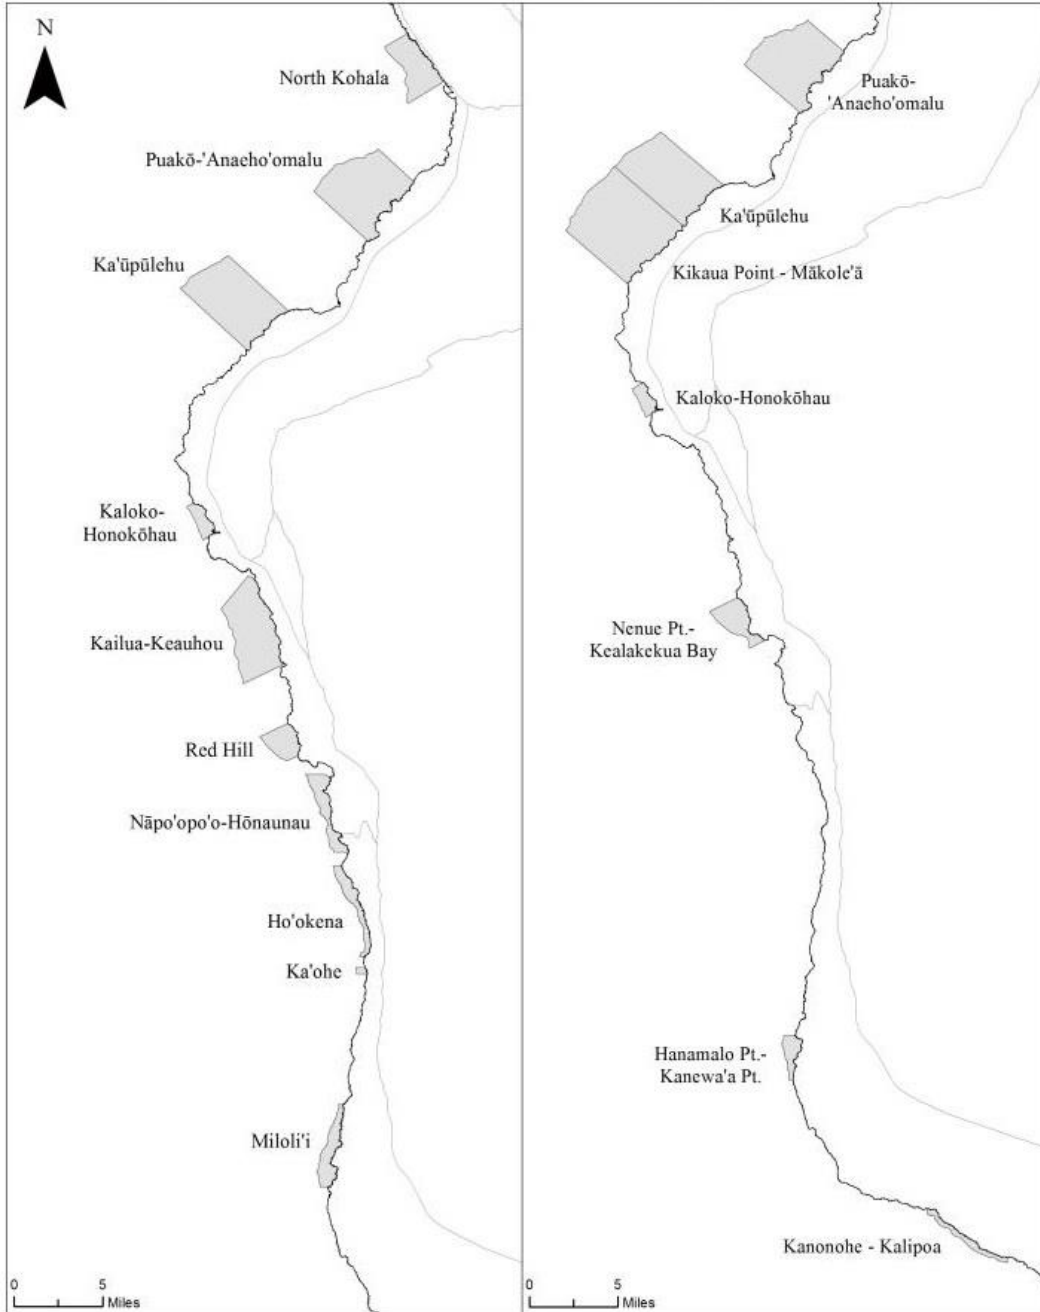 N
North Kohala
Puakō-'Anaeho'omalu
Ka'ūpūlehu
Kaloko-
Honokōhau
Kailua-Keauhou
Red Hill
Nāpo'opo'o-Hōnaunau
Ho'okena
Ka'ohe
Miloli'i
0 5
Miles
Puakō-
'Anaeho'omalu
Ka'ūpūlehu
Kikaua Point - Mākole'ā
Kaloko-Honokōhau
Nenue Pt.-
Kealakekua Bay
Hanamalo Pt.-
Kanewa'a Pt.
Kanonohe - Kalipoa
0 5
Miles